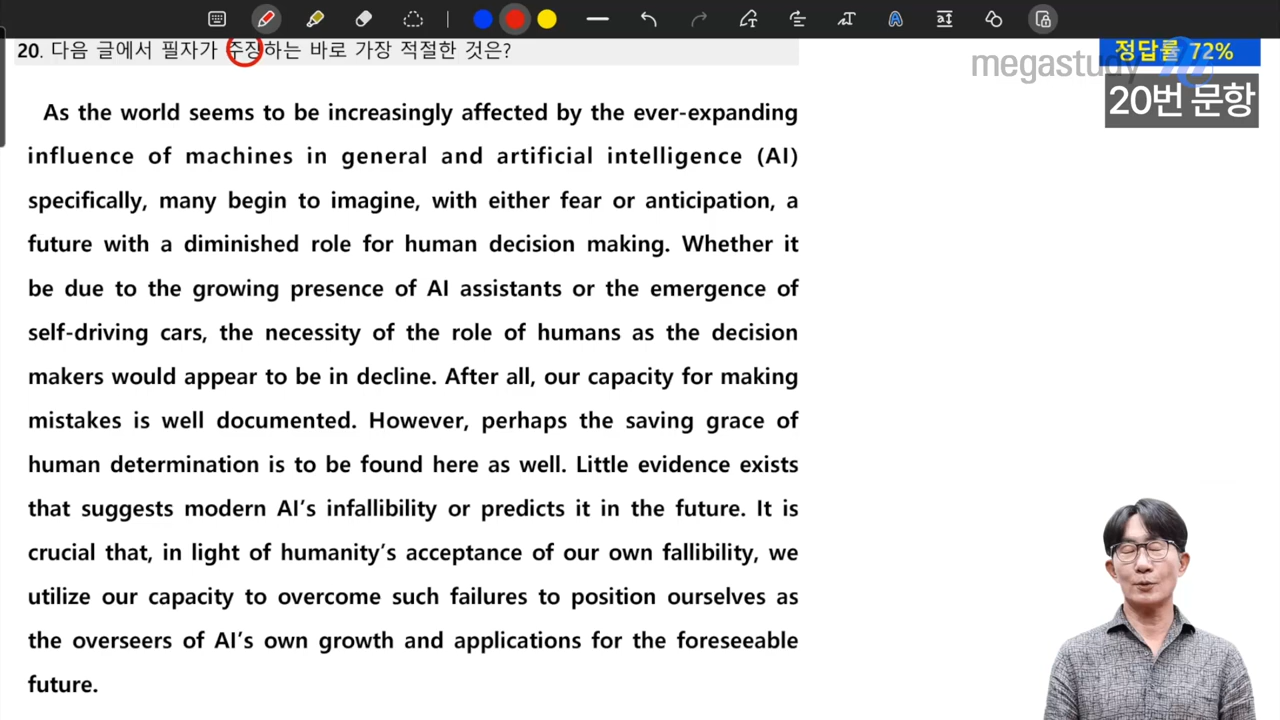 20. 다음 글에서 필자가 주장하는 바로 가장 적절한 것은?
정답률 72%
megastudy
20번 문항
As the world seems to be increasingly affected by the ever-expanding
influence of machines in general and artificial intelligence (AI)
specifically, many begin to imagine, with either fear or anticipation, a
future with a diminished role for human decision making. Whether it
be due to the growing presence of AI assistants or the emergence of
self-driving cars, the necessity of the role of humans as the decision
makers would appear to be in decline. After all, our capacity for making
mistakes is well documented. However, perhaps the saving grace of
human determination is to be found here as well. Little evidence exists
that suggests modern AI’s infallibility or predicts it in the future. It is
crucial that, in light of humanity’s acceptance of our own fallibility, we
utilize our capacity to overcome such failures to position ourselves as
the overseers of AI’s own growth and applications for the foreseeable
future.